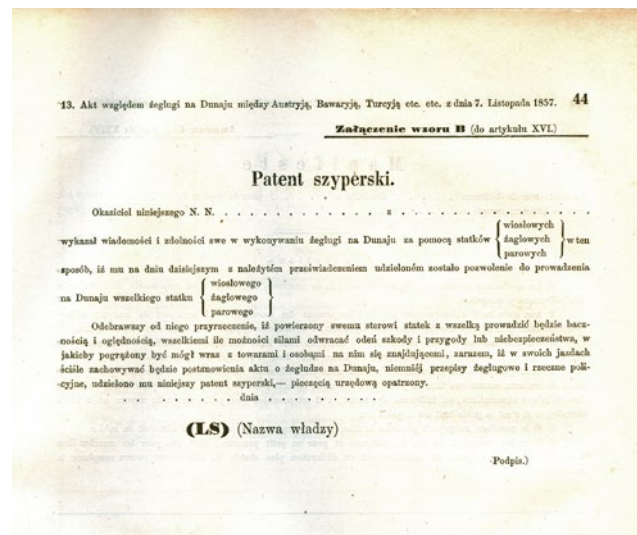 13. Akt względem żeglugi na Dunaju między Austryją, Bawaryją, Turcyją etc. etc. z dnia 7. Listopada 1857. 44
Załączenie wzoru B (do artykułu XVI.)
Patent szyperski.
Okaziciel niniejszego N. N. . . . . . . . . . . . . . . . z . . . . . . . . . . . . . . . .
wiosłowych
wykazał wiadomości i zdolności swe w wykonywaniu żeglugi na Dunaju za pomocą statków { żaglowych } w ten
parowych
sposób, iż mu na dniu dzisiejszym z należytém przeświadczeniem udzieloném zostało pozwolenie do prowadzenia
wiosłowego
na Dunaju wszelkiego statku { żaglowego }
parowego
Odebrawszy od niego przyrzeczenie, iż powierzony swemu sterowi statek z wszelką prowadzić będzie bacz-
nością i oględnością, wszelkiemi ile możności siłami odwracać odeń szkody i przygody lub niebezpieczeństwa, w
jakieby pogrążony być mógł wraz z towarami i osobami na nim się znajdującemi, zarazem, iż w swoich jazdach
ściśle zachowywać będzie postanowienia aktu o żegludze na Dunaju, niemniéj przepisy żeglugowe i rzeczne poli-
cyjne, udzielono mu niniejszy patent szyperski,— pieczęcią urzędową opatrzony.
. . . . . . . . dnia . . . . . . . . . .
(LS) (Nazwa władzy)
Podpis.)